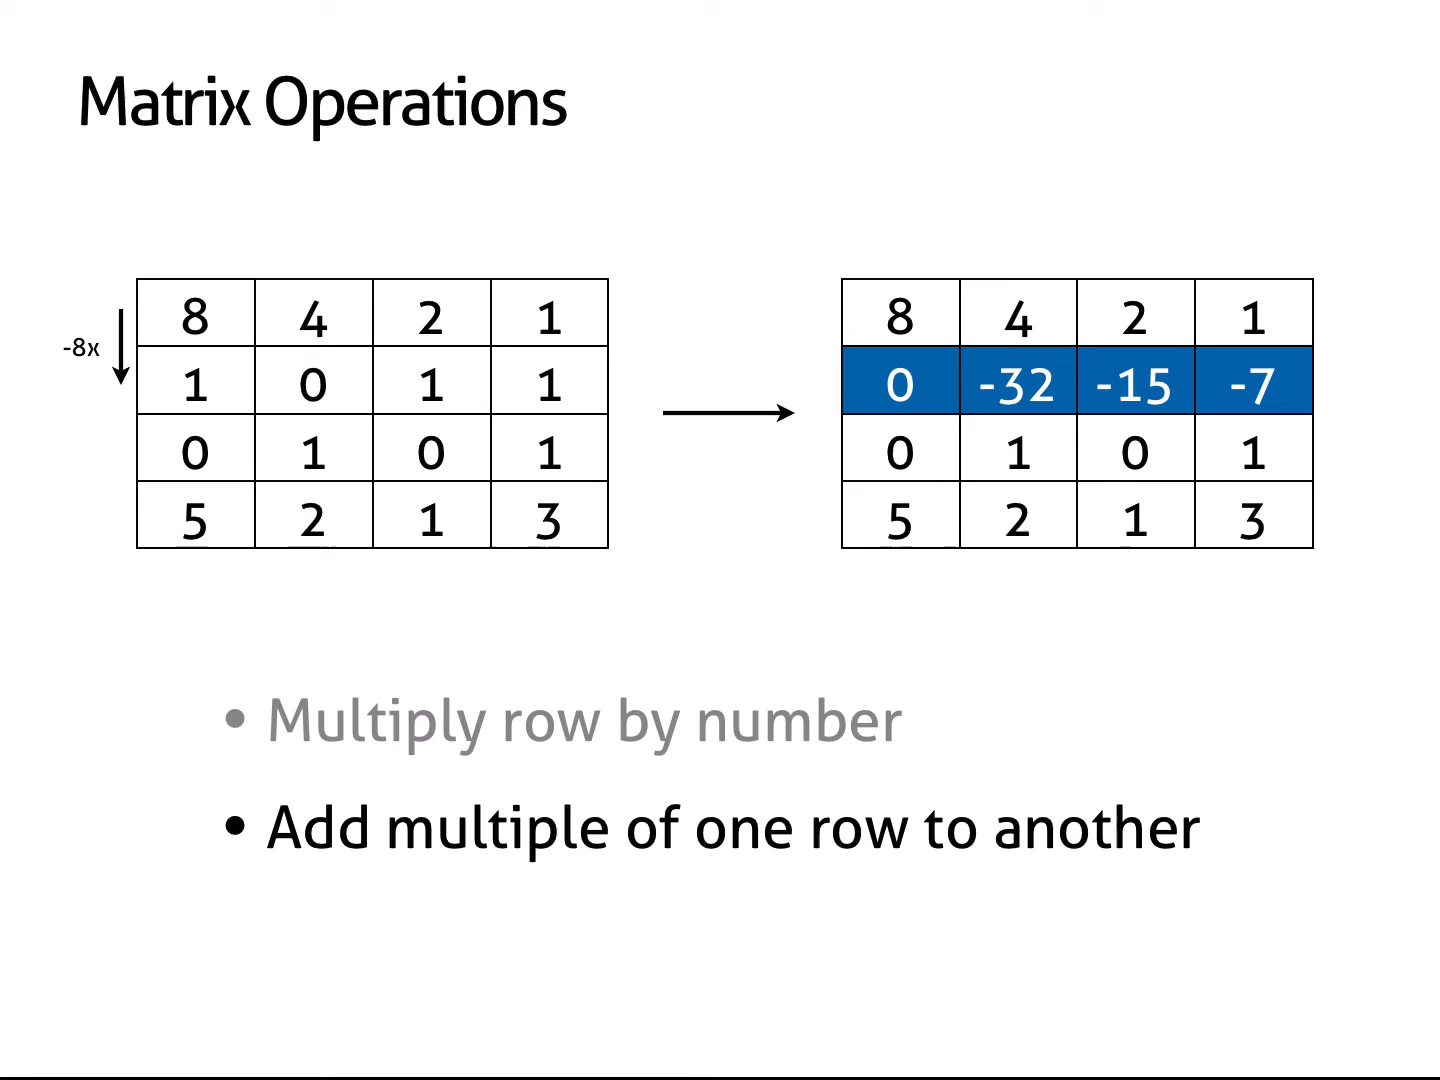 Matrix Operations
-8x
8 4 2 1
1 0 1 1
0 1 0 1
5 2 1 3
8 4 2 1
0 -32 -15 -7
0 1 0 1
5 2 1 3
• Multiply row by number
• Add multiple of one row to another